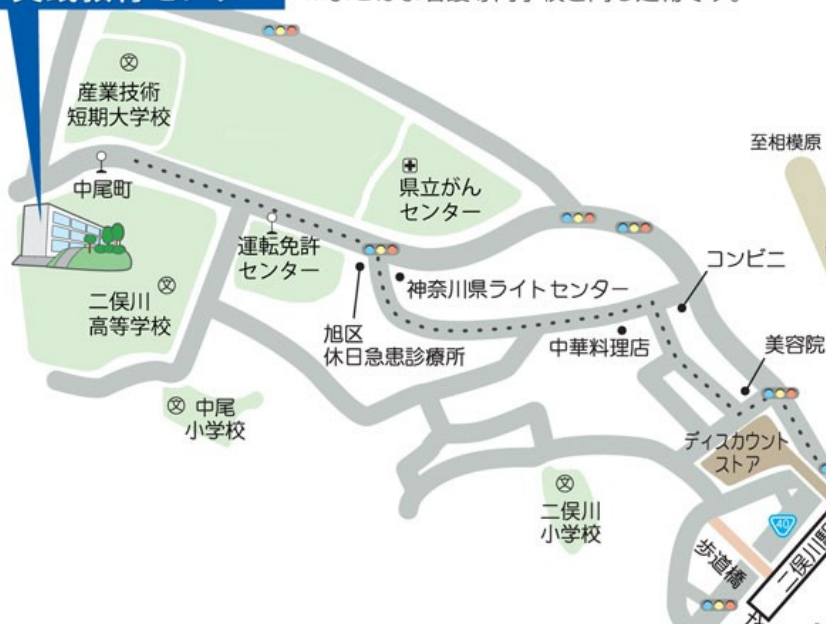 産業技術
短期大学校
中尾町
至相模原
県立がん
センター
運転免許
センター
コンビニ
神奈川県ライトセンター
二俣川
高等学校
旭区
休日急患診療所
中華料理店
美容院
中尾
小学校
ディスカウント
ストア
二俣川
小学校
40
歩道橋
二俣川駅